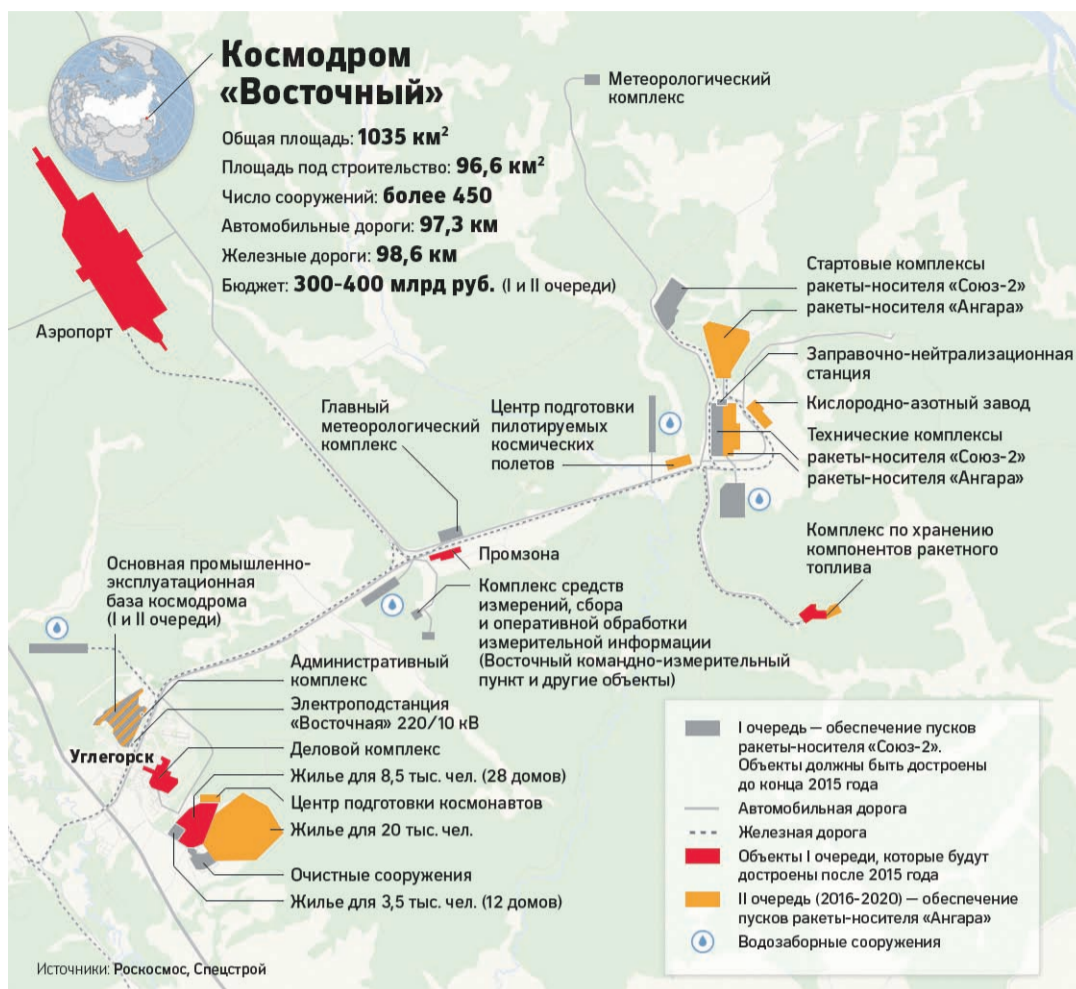 Космодром
«Восточный»
Общая площадь: 1035 км²
Площадь под строительство: 96,6 км²
Число сооружений: более 450
Автомобильные дороги: 97,3 км
Железные дороги: 98,6 км
Бюджет: 300-400 млрд руб. (I и II очереди)
Метеорологический
комплекс
Аэропорт
Стартовые комплексы
ракеты-носителя «Союз-2»
ракеты-носителя «Ангара»
Заправочно-нейтрализационная
станция
Кислородно-азотный завод
Технические комплексы
ракеты-носителя «Союз-2»
ракеты-носителя «Ангара»
Главный
метеорологический
комплекс
Центр подготовки
пилотируемых
космических
полетов
Комплекс по хранению
компонентов ракетного
топлива
Промзона
Комплекс средств
измерений, сбора
и оперативной обработки
измерительной информации
(Восточный командно-измерительный
пункт и другие объекты)
Основная промышленно-
эксплуатационная
база космодрома
(I и II очереди)
Административный
комплекс
Электроподстанция
«Восточная» 220/10 кВ
Углегорск
Деловой комплекс
Жилье для 8,5 тыс. чел. (28 домов)
Центр подготовки космонавтов
Жилье для 20 тыс. чел.
Очистные сооружения
Жилье для 3,5 тыс. чел. (12 домов)
I очередь — обеспечение пусков
ракеты-носителя «Союз-2».
Объекты должны быть достроены
до конца 2015 года
Автомобильная дорога
Железная дорога
Объекты I очереди, которые будут
достроены после 2015 года
II очередь (2016-2020) — обеспечение
пусков ракеты-носителя «Ангара»
Водозаборные сооружения
Источники: Роскосмос, Спецстрой